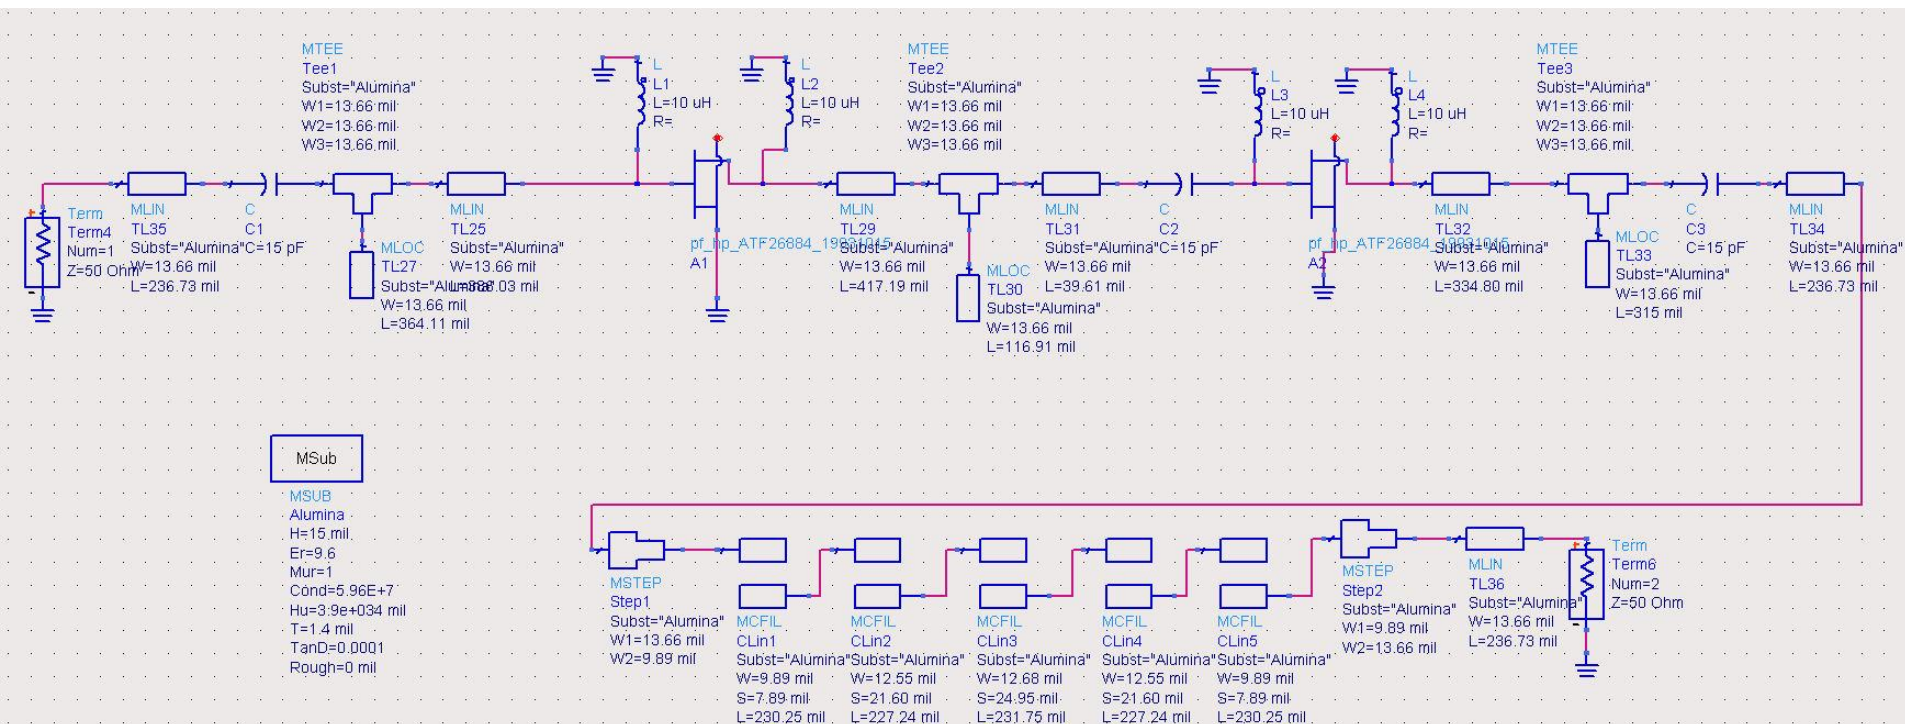 MTEE
Tee1
Subst="Alumina"
W1=13.66 mil
W2=13.66 mil
W3=13.66 mil
L
L1
L=10 uH
R=
L
L2
L=10 uH
R=
MTEE
Tee2
Subst="Alumina"
W1=13.66 mil
W2=13.66 mil
W3=13.66 mil
L
L3
L=10 uH
R=
L
L4
L=10 uH
R=
MTEE
Tee3
Subst="Alumina"
W1=13.66 mil
W2=13.66 mil
W3=13.66 mil
Term
Term4
Num=1
Z=50 Ohm
MLIN
TL35
Subst="Alumina"
W=13.66 mil
L=236.73 mil
C
C1
C=15 pF
MLOC
TL27
Subst="Alumina"
W=13.66 mil
L=364.11 mil
MLIN
TL25
Subst="Alumina"
W=13.66 mil
pf_hp_ATF26884_19921015
A1
MLIN
TL29
Subst="Alumina"
W=13.66 mil
L=417.19 mil
MLOC
TL30
Subst="Alumina"
W=13.66 mil
L=116.91 mil
MLIN
TL31
Subst="Alumina"
W=13.66 mil
L=39.61 mil
C
C2
C=15 pF
pf_hp_ATF26884_19921015
A2
MLIN
TL32
Subst="Alumina"
W=13.66 mil
L=334.80 mil
MLOC
TL33
Subst="Alumina"
W=13.66 mil
L=315 mil
C
C3
C=15 pF
MLIN
TL34
Subst="Alumina"
W=13.66 mil
L=236.73 mil
MSub
MSUB
Alumina
H=15 mil
Er=9.6
Mur=1
Cond=5.96E+7
Hu=3.9e+034 mil
T=1.4 mil
TanD=0.0001
Rough=0 mil
MSTEP
Step1
Subst="Alumina"
W1=13.66 mil
W2=9.89 mil
MCFIL
CLin1
Subst="Alumina"
W=9.89 mil
S=7.89 mil
L=230.25 mil
MCFIL
CLin2
Subst="Alumina"
W=12.55 mil
S=21.60 mil
L=227.24 mil
MCFIL
CLin3
Subst="Alumina"
W=12.68 mil
S=24.95 mil
L=231.75 mil
MCFIL
CLin4
Subst="Alumina"
W=12.55 mil
S=21.60 mil
L=227.24 mil
MCFIL
CLin5
Subst="Alumina"
W=9.89 mil
S=7.89 mil
L=230.25 mil
MSTEP
Step2
Subst="Alumina"
W1=9.89 mil
W2=13.66 mil
MLIN
TL36
Subst="Alumina"
W=13.66 mil
L=236.73 mil
Term
Term6
Num=2
Z=50 Ohm